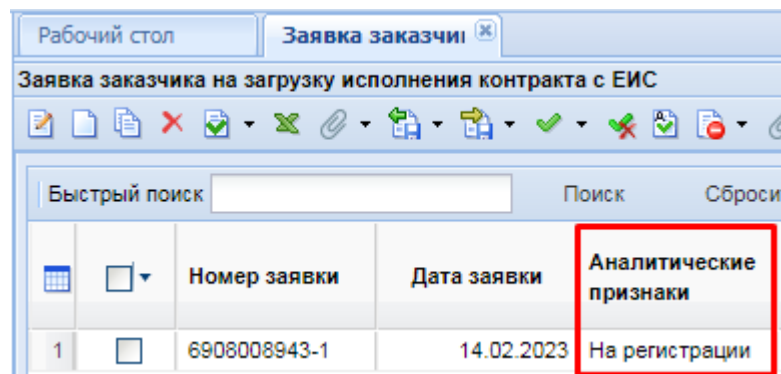 Рабочий стол
Заявка заказчи
Заявка заказчика на загрузку исполнения контракта с ЕИС
Быстрый поиск Поиск Сброси
Номер заявки Дата заявки Аналитические признаки
1 6908008943-1 14.02.2023 На регистрации